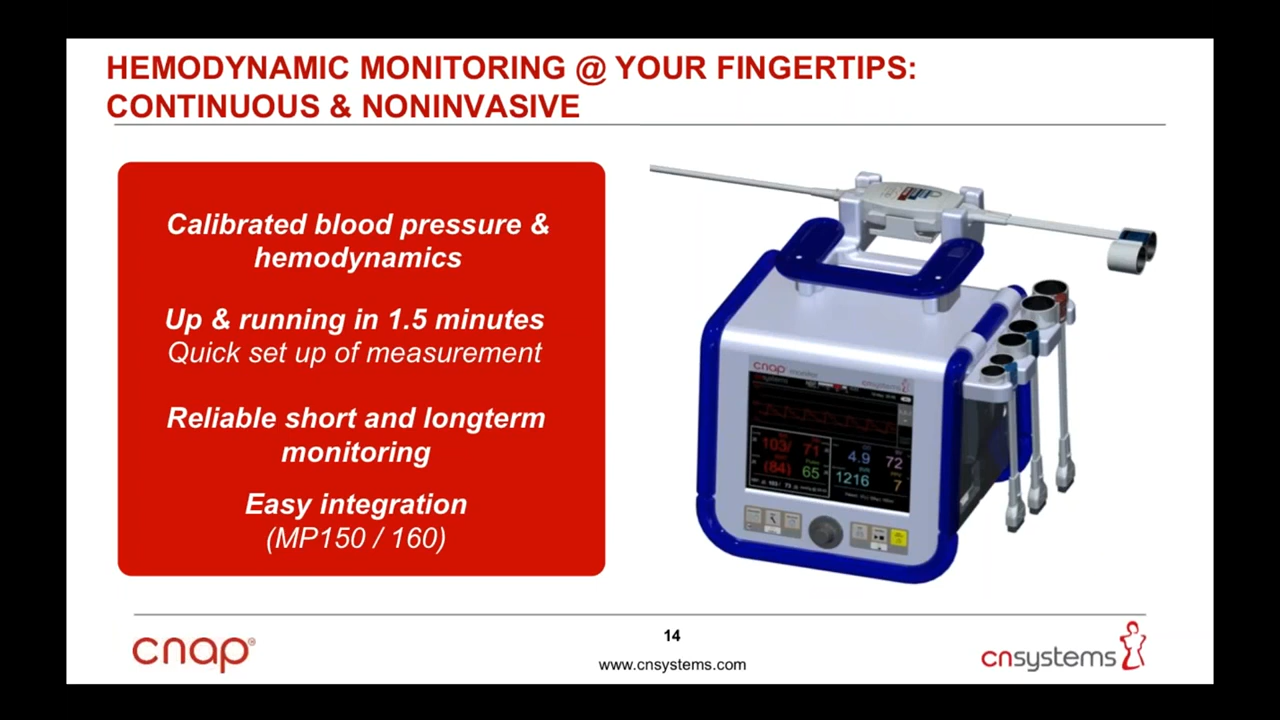 HEMODYNAMIC MONITORING @ YOUR FINGERTIPS:
CONTINUOUS & NONINVASIVE
Calibrated blood pressure &
hemodynamics
Up & running in 1.5 minutes
Quick set up of measurement
Reliable short and longterm
monitoring
Easy integration
(MP150 / 160)
cnap monitor
cnsystems
103/ 71
(84) 65
4.9 72
1216 7
cnap®
14
www.cnsystems.com
cnsystems